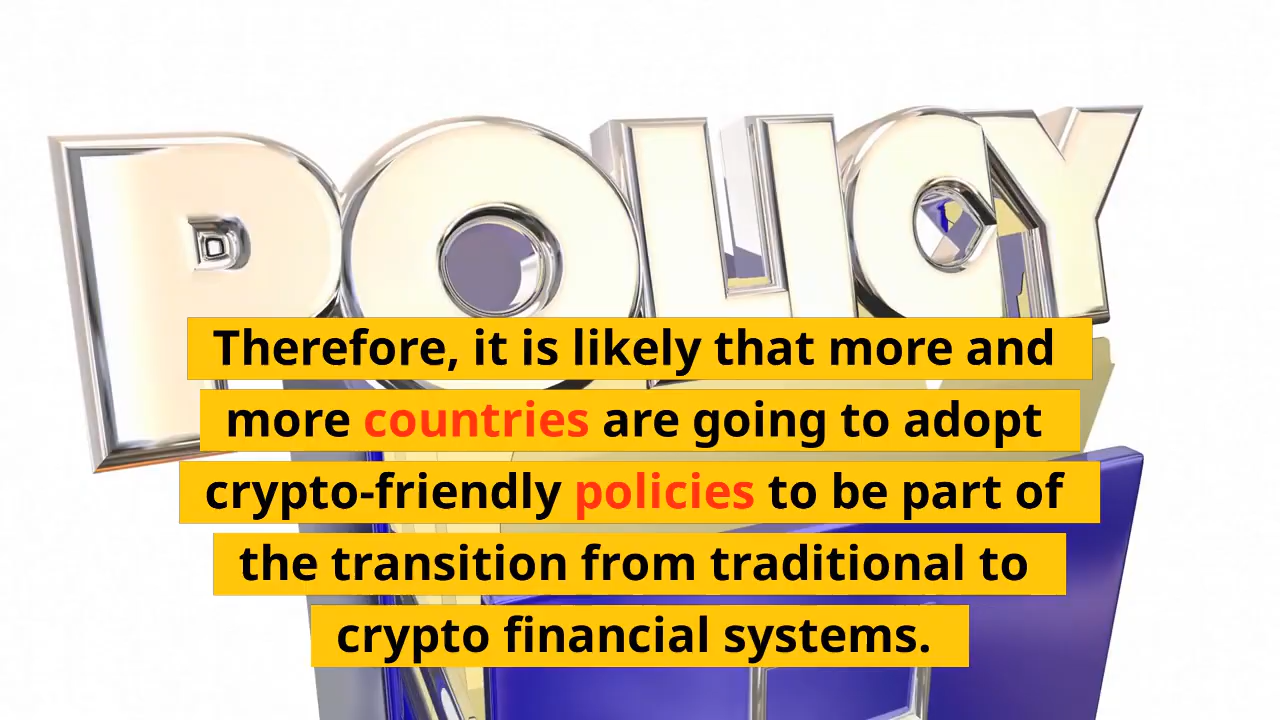 POLICY
Therefore, it is likely that more and
more countries are going to adopt
crypto-friendly policies to be part of
the transition from traditional to
crypto financial systems.